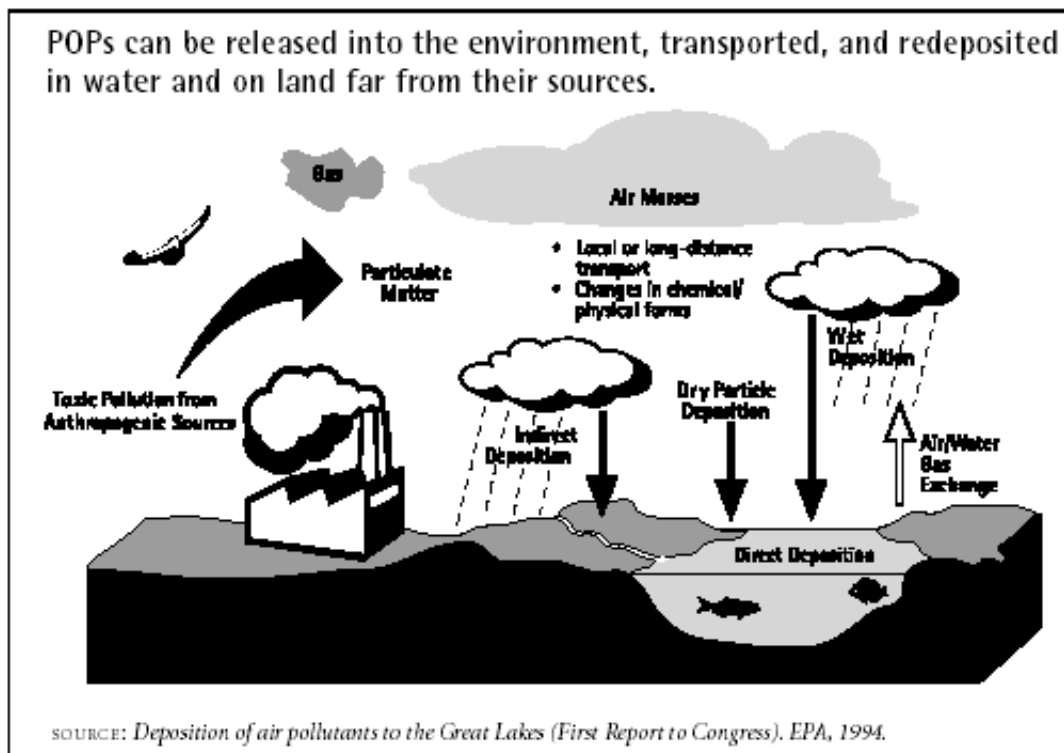 POPs can be released into the environment, transported, and redeposited
in water and on land far from their sources.
Gas
Air Masses
• Local or long-distance
transport
• Changes in chemical/
physical forms
Particulate
Matter
Toxic Pollution from
Anthropogenic Sources
Indirect
Deposition
Dry Particle
Deposition
Wet
Deposition
Air/Water
Gas
Exchange
Direct Deposition
SOURCE: Deposition of air pollutants to the Great Lakes (First Report to Congress). EPA, 1994.